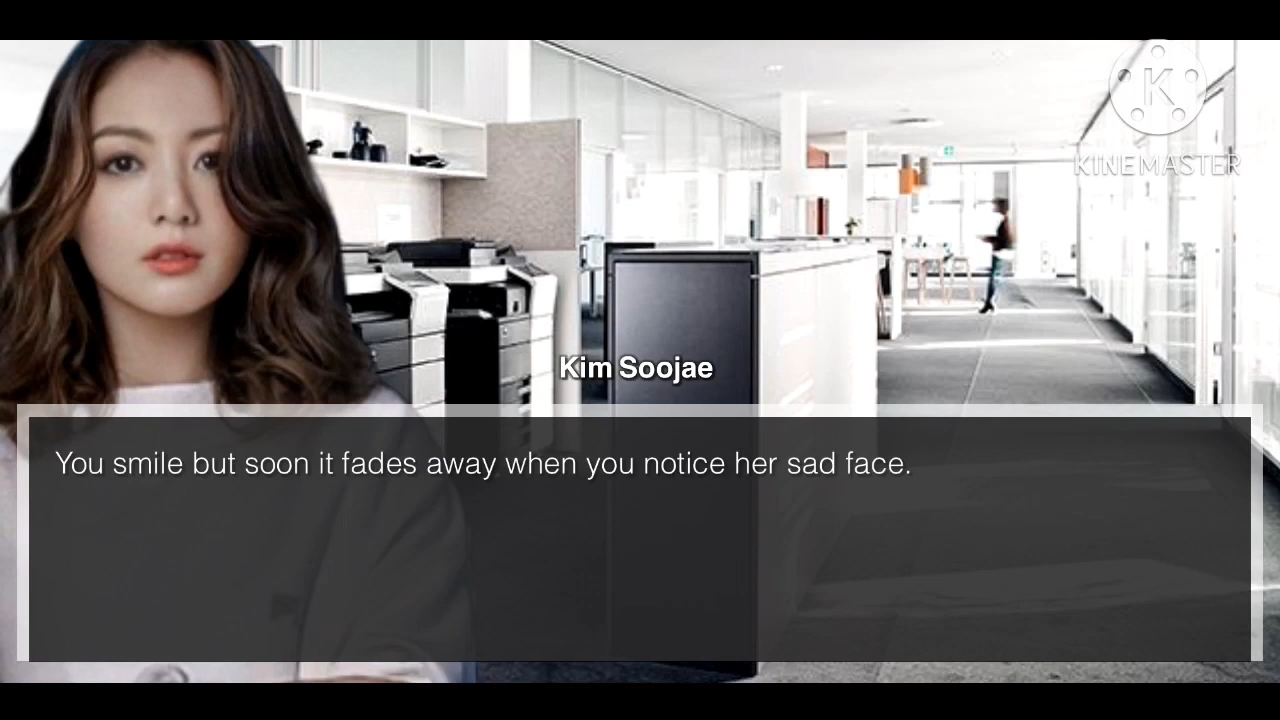 K
KINEMASTER
Kim Soojae
You smile but soon it fades away when you notice her sad face.